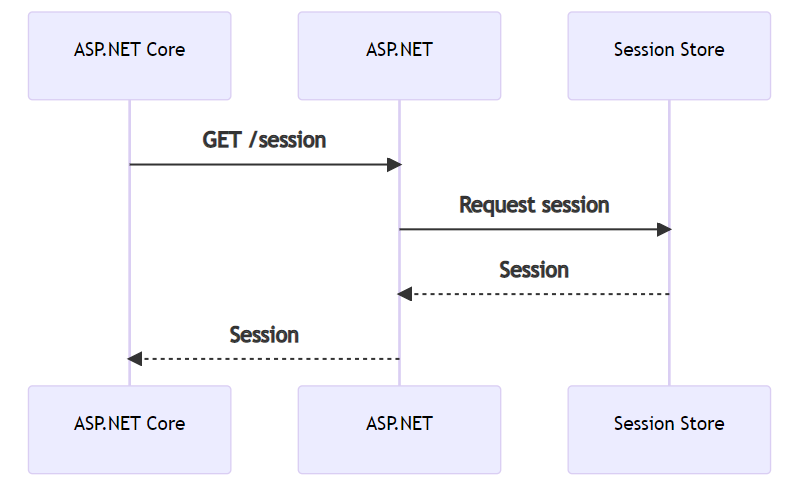 ASP.NET Core
ASP.NET
Session Store
GET /session
Request session
Session
Session
ASP.NET Core
ASP.NET
Session Store